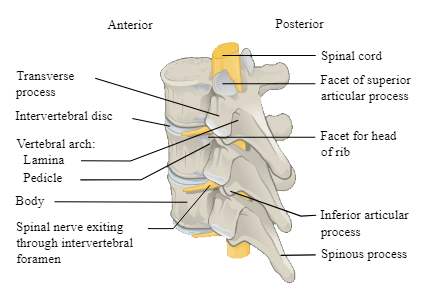 Anterior
Posterior
Transverse
process
Intervertebral disc
Vertebral arch:
Lamina
Pedicle
Body
Spinal nerve exiting
through intervertebral
foramen
Spinal cord
Facet of superior
articular process
Facet for head
of rib
Inferior articular
process
Spinous process